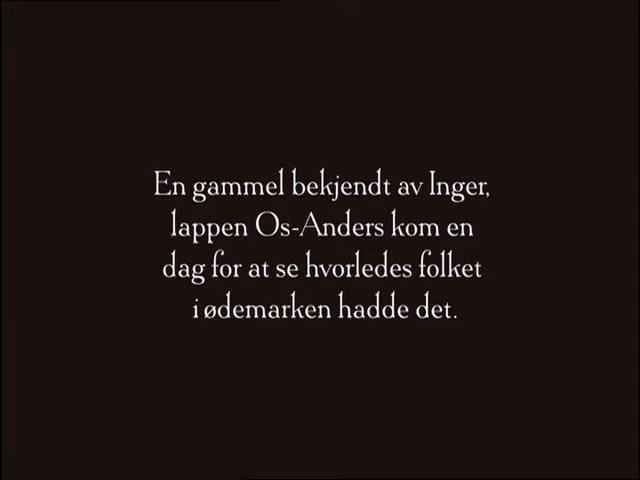 En gammel bekjendt av Inger,
lappen Os-Anders kom en
dag for at se hvorledes folket
i ødemarken hadde det.